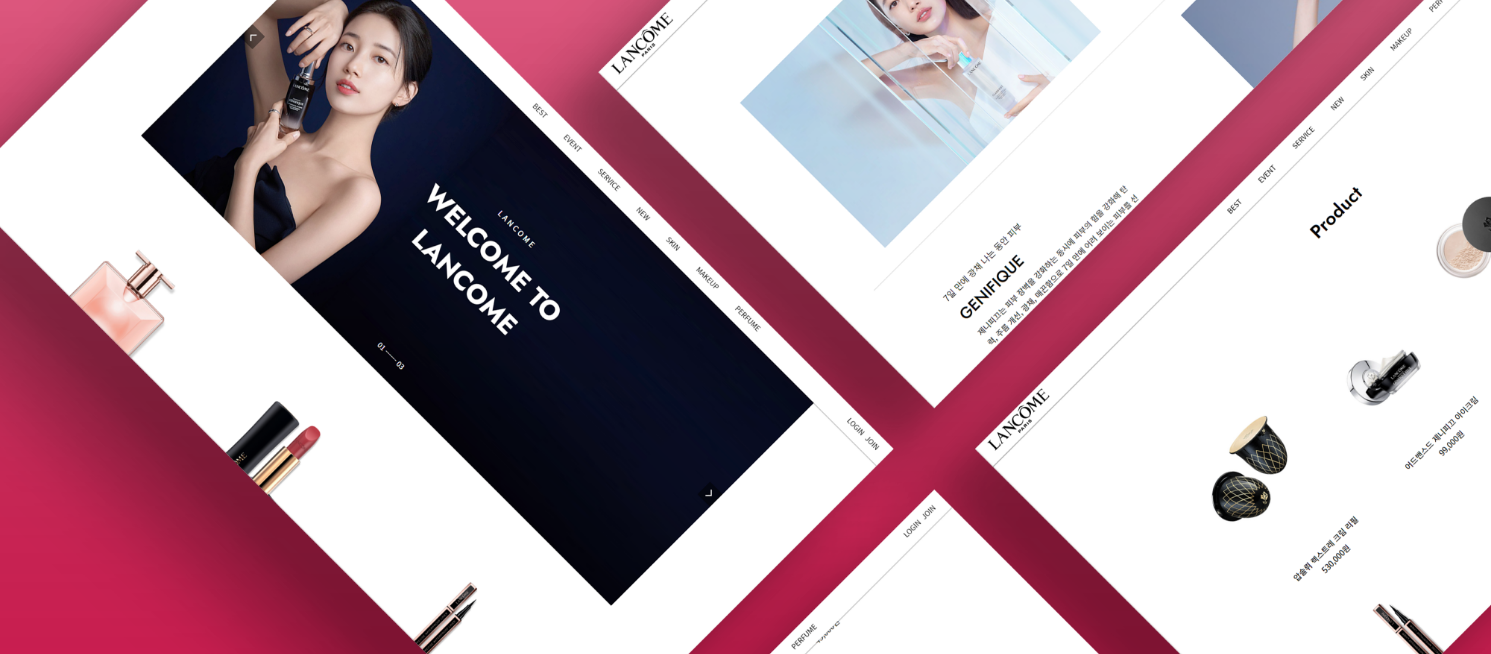 BEST
EVENT
SERVICE
NEW
SKIN
MAKEUP
PERFUME
LOGIN JOIN
LANCOME
WELCOME TO
LANCOME
01
03
LANCÔME
PARIS
7일 만에 광채 나는 동안 피부
GENIFIQUE
제니피끄는 피부 장벽을 강화하는 동시에 피부의 힘을 강화해 탄
력, 주름 개선, 광채, 매끈함으로 7일 만에 어려 보이는 피부를 선
LANCÔME
PARIS
BEST
EVENT
SERVICE
NEW
SKIN
MAKEUP
Product
어드밴스드 제니피끄 아이크림
99,000원
압솔뤼 엑스트레 크림 리필
530,000원
LOGIN JOIN
PERFUME